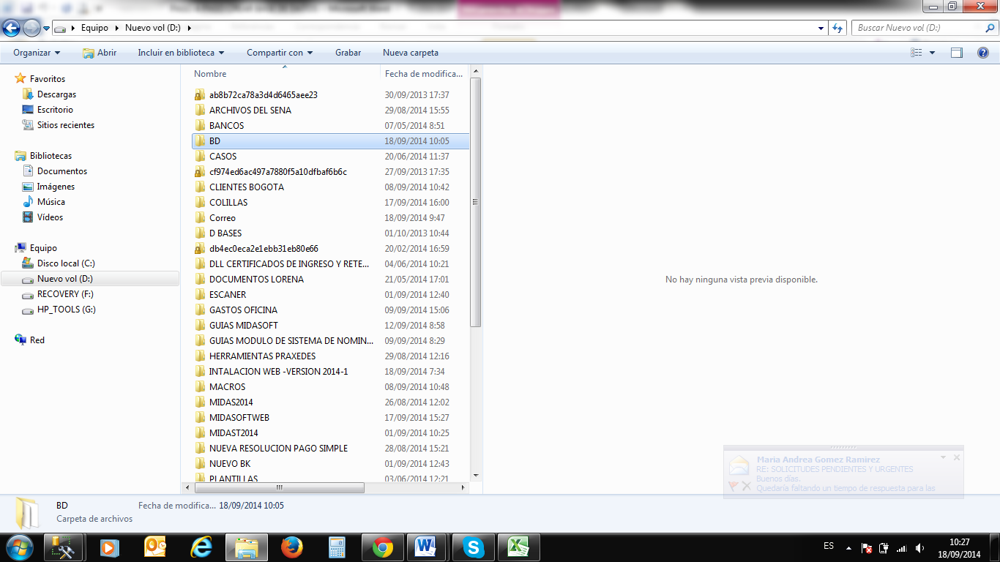 Equipo Nuevo vol (D:) Buscar Nuevo vol (D:)
Organizar Abrir Incluir en biblioteca Compartir con Grabar Nueva carpeta
Favoritos
Descargas
Escritorio
Sitios recientes
Bibliotecas
Documentos
Imágenes
Música
Vídeos
Equipo
Disco local (C:)
Nuevo vol (D:)
RECOVERY (F:)
HP_TOOLS (G:)
Red
Nombre Fecha de modifica...
ab8b72ca78a3d4d6465aee23 30/09/2013 17:37
ARCHIVOS DEL SENA 29/08/2014 15:55
BANCOS 07/05/2014 8:51
BD 18/09/2014 10:05
CASOS 20/06/2014 11:37
cf974ed6ac497a7880f5a10dfbaf6b6c 27/09/2013 17:35
CLIENTES BOGOTA 08/09/2014 10:42
COLILLAS 17/09/2014 16:00
Correo 18/09/2014 9:47
D BASES 01/10/2013 10:44
db4ec0eca2e1ebb31eb80e66 20/02/2014 16:59
DLL CERTIFICADOS DE INGRESO Y RETE... 04/06/2014 10:21
DOCUMENTOS LORENA 21/05/2014 17:01
ESCANER 01/09/2014 12:40
GASTOS OFICINA 09/09/2014 15:06
GUIAS MIDASOFT 12/09/2014 8:58
GUIAS MODULO DE SISTEMA DE NOMIN... 09/09/2014 8:29
HERRAMIENTAS PRAXEDES 29/08/2014 12:16
INTALACION WEB -VERSION 2014-1 18/09/2014 7:34
MACROS 08/09/2014 10:48
MIDAS2014 26/08/2014 12:02
MIDASOFTWEB 17/09/2014 15:27
MIDAST2014 01/09/2014 10:25
NUEVA RESOLUCION PAGO SIMPLE 28/08/2014 15:21
NUEVO BK 01/09/2014 12:43
PLANTILLAS 03/06/2014 12:21
No hay ninguna vista previa disponible.
Maria Andrea Gomez Ramirez
RE: SOLICITUDES PENDIENTES Y URGENTES
Buenos días.
Quedaría faltando un tiempo de respuesta para las
BD Fecha de modifica... 18/09/2014 10:05
Carpeta de archivos
ES
10:27
18/09/2014